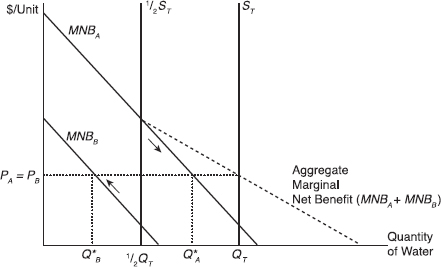 $/Unit
1/2 S_T
S_T
MNB_A
MNB_B
P_A = P_B
Aggregate
Marginal
Net Benefit (MNB_A + MNB_B)
Quantity
of Water
Q*_B
1/2 Q_T
Q*_A
Q_T